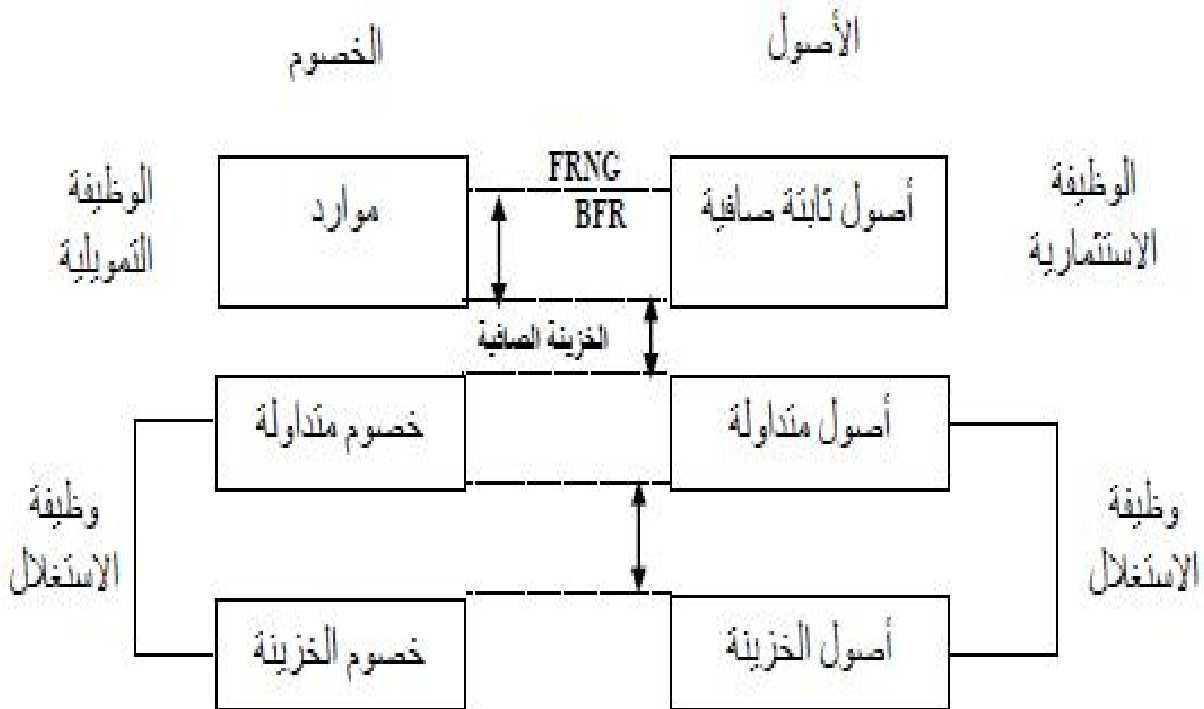 الأصول
الخصوم
الوظيفة
الاستثمارية
أصول ثابتة صافية
FRNG
BFR
موارد
الوظيفة
التمويلية
الخزينة الصافية
أصول متداولة
خصوم متداولة
وظيفة
الاستغلال
وظيفة
الاستغلال
أصول الخزينة
خصوم الخزينة